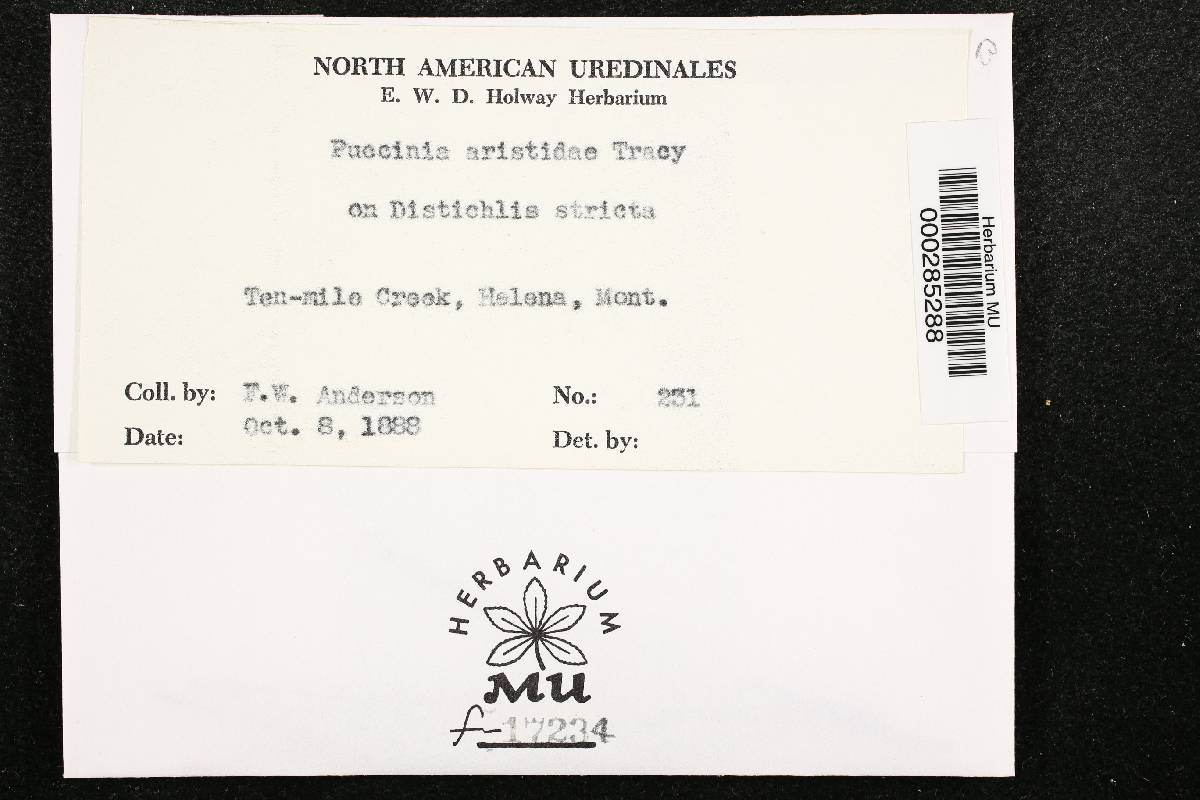 NORTH AMERICAN UREDINALES
E. W. D. Holway Herbarium
Puccinia aristidae Tracy
on Distichlis stricta
Ten-mile Creek, Helena, Mont.
Coll. by: F.W. Anderson No.: 231
Date: Oct. 8, 1888 Det. by:
B
Herbarium MU
000285288
HERBARIUM
MU
f-17234